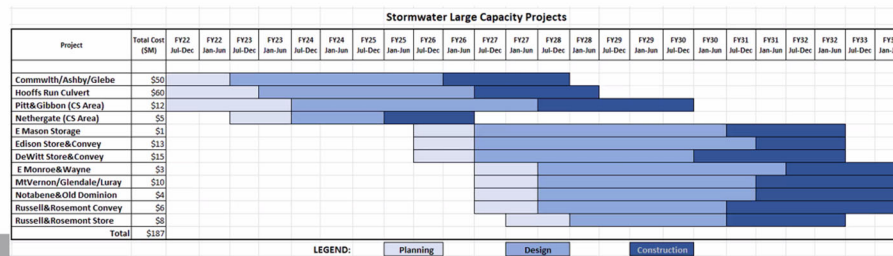 Stormwater Large Capacity Projects
Project Total Cost ($M) FY22 Jul-Dec FY22 Jan-Jun FY23 Jul-Dec FY23 Jan-Jun FY24 Jul-Dec FY24 Jan-Jun FY25 Jul-Dec FY25 Jan-Jun FY26 Jul-Dec FY26 Jan-Jun FY27 Jul-Dec FY27 Jan-Jun FY28 Jul-Dec FY28 Jan-Jun FY29 Jul-Dec FY29 Jan-Jun FY30 Jul-Dec FY30 Jan-Jun FY31 Jul-Dec FY31 Jan-Jun FY32 Jul-Dec FY32 Jan-Jun FY33 Jul-Dec
Commwlth/Ashby/Glebe $50
Hooffs Run Culvert $60
Pitt&Gibbon (CS Area) $12
Nethergate (CS Area) $5
E Mason Storage $1
Edison Store&Convey $13
DeWitt Store&Convey $15
E Monroe&Wayne $3
MtVernon/Glendale/Luray $10
Notabene&Old Dominion $4
Russell&Rosemont Convey $6
Russell&Rosemont Store $8
Total $187
LEGEND: Planning Design Construction